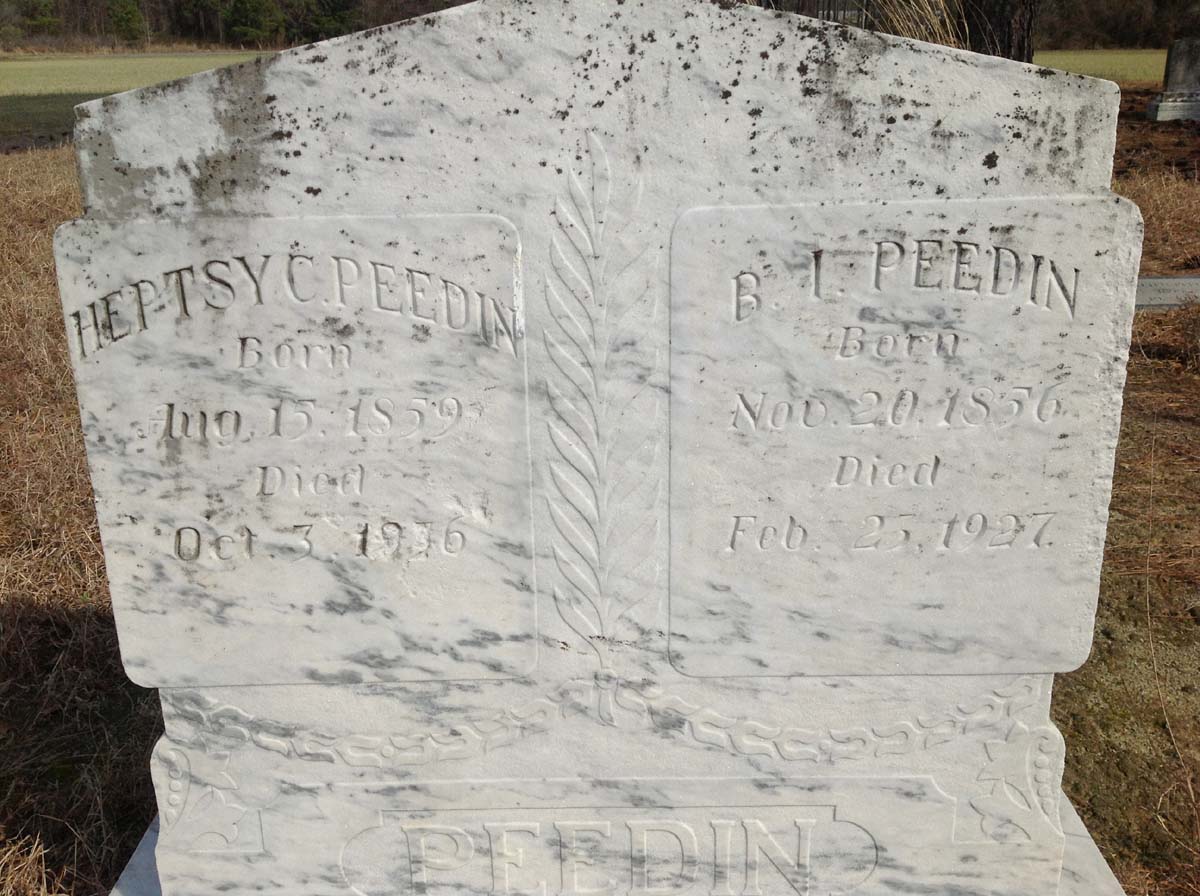 HEPTSY C. PEEDIN
Born
Aug. 15. 1859
Died
Oct. 3. 1936
B. I. PEEDIN
Born
Nov. 20. 1856
Died
Feb. 25. 1927.
PEEDIN